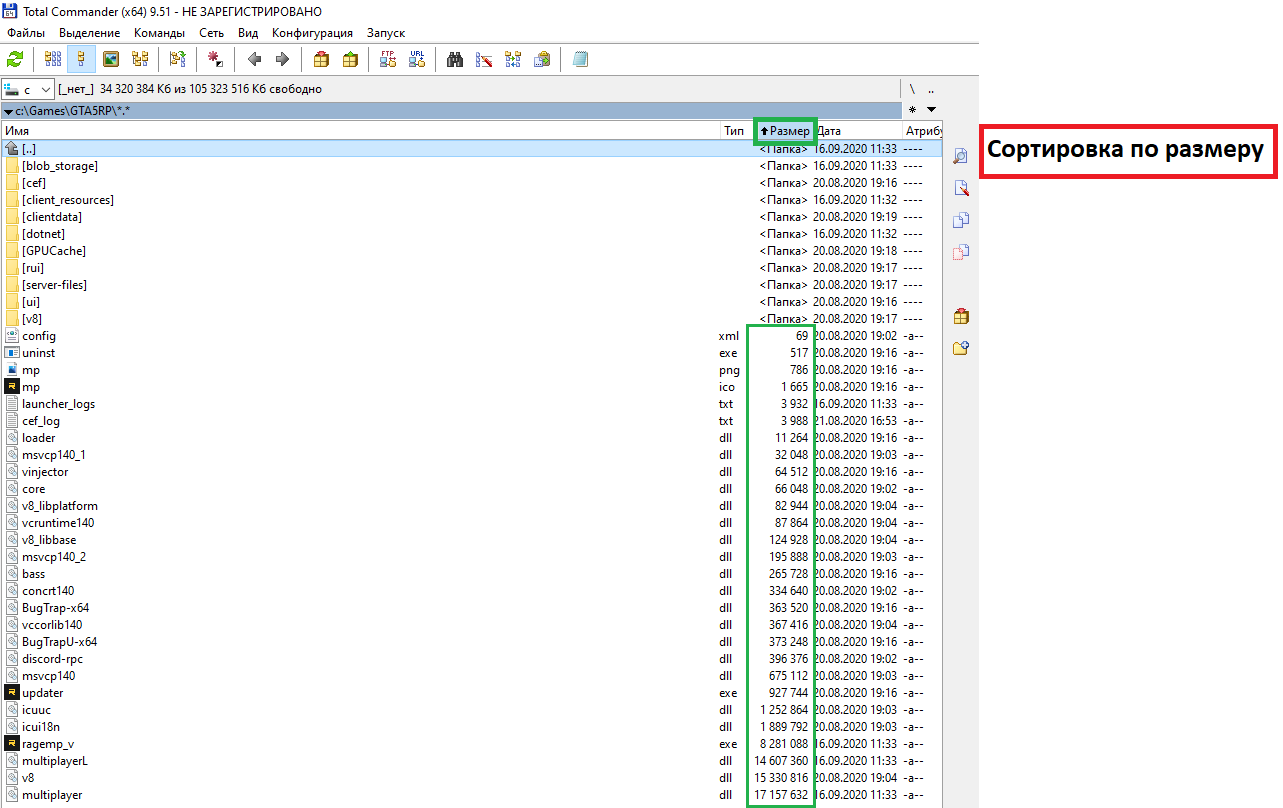 Total Commander (x64) 9.51 - НЕ ЗАРЕГИСТРИРОВАНО
Файлы Выделение Команды Сеть Вид Конфигурация Запуск
FTP URL
c [_нет_] 34 320 384 Кб из 105 323 516 Кб свободно \ ..
c:\Games\GTA5RP\*.* *
Имя Тип Размер Дата Атрибу
[..] <Папка> 16.09.2020 11:33 ----
[blob_storage] <Папка> 16.09.2020 11:33 ----
[cef] <Папка> 20.08.2020 19:16 ----
[client_resources] <Папка> 16.09.2020 11:32 ----
[clientdata] <Папка> 20.08.2020 19:19 ----
[dotnet] <Папка> 16.09.2020 11:32 ----
[GPUCache] <Папка> 20.08.2020 19:18 ----
[rui] <Папка> 20.08.2020 19:17 ----
[server-files] <Папка> 20.08.2020 19:17 ----
[ui] <Папка> 20.08.2020 19:16 ----
[v8] <Папка> 20.08.2020 19:17 ----
config xml 69 20.08.2020 19:02 -a--
uninst exe 517 20.08.2020 19:16 -a--
mp png 786 20.08.2020 19:16 -a--
mp ico 1 665 20.08.2020 19:16 -a--
launcher_logs txt 3 932 16.09.2020 11:33 -a--
cef_log txt 3 988 21.08.2020 16:53 -a--
loader dll 11 264 20.08.2020 19:16 -a--
msvcp140_1 dll 32 048 20.08.2020 19:03 -a--
vinjector dll 64 512 20.08.2020 19:16 -a--
core dll 66 048 20.08.2020 19:02 -a--
v8_libplatform dll 82 944 20.08.2020 19:04 -a--
vcruntime140 dll 87 864 20.08.2020 19:04 -a--
v8_libbase dll 124 928 20.08.2020 19:04 -a--
msvcp140_2 dll 195 888 20.08.2020 19:03 -a--
bass dll 265 728 20.08.2020 19:16 -a--
concrt140 dll 334 640 20.08.2020 19:02 -a--
BugTrap-x64 dll 363 520 20.08.2020 19:16 -a--
vccorlib140 dll 367 416 20.08.2020 19:04 -a--
BugTrapU-x64 dll 373 248 20.08.2020 19:16 -a--
discord-rpc dll 396 376 20.08.2020 19:02 -a--
msvcp140 dll 675 112 20.08.2020 19:03 -a--
updater exe 927 744 20.08.2020 19:16 -a--
icuuc dll 1 252 864 20.08.2020 19:03 -a--
icui18n dll 1 889 792 20.08.2020 19:03 -a--
ragemp_v exe 8 281 088 16.09.2020 11:33 -a--
multiplayerL dll 14 607 360 16.09.2020 11:33 -a--
v8 dll 15 330 816 20.08.2020 19:04 -a--
multiplayer dll 17 157 632 16.09.2020 11:33 -a--
Сортировка по размеру